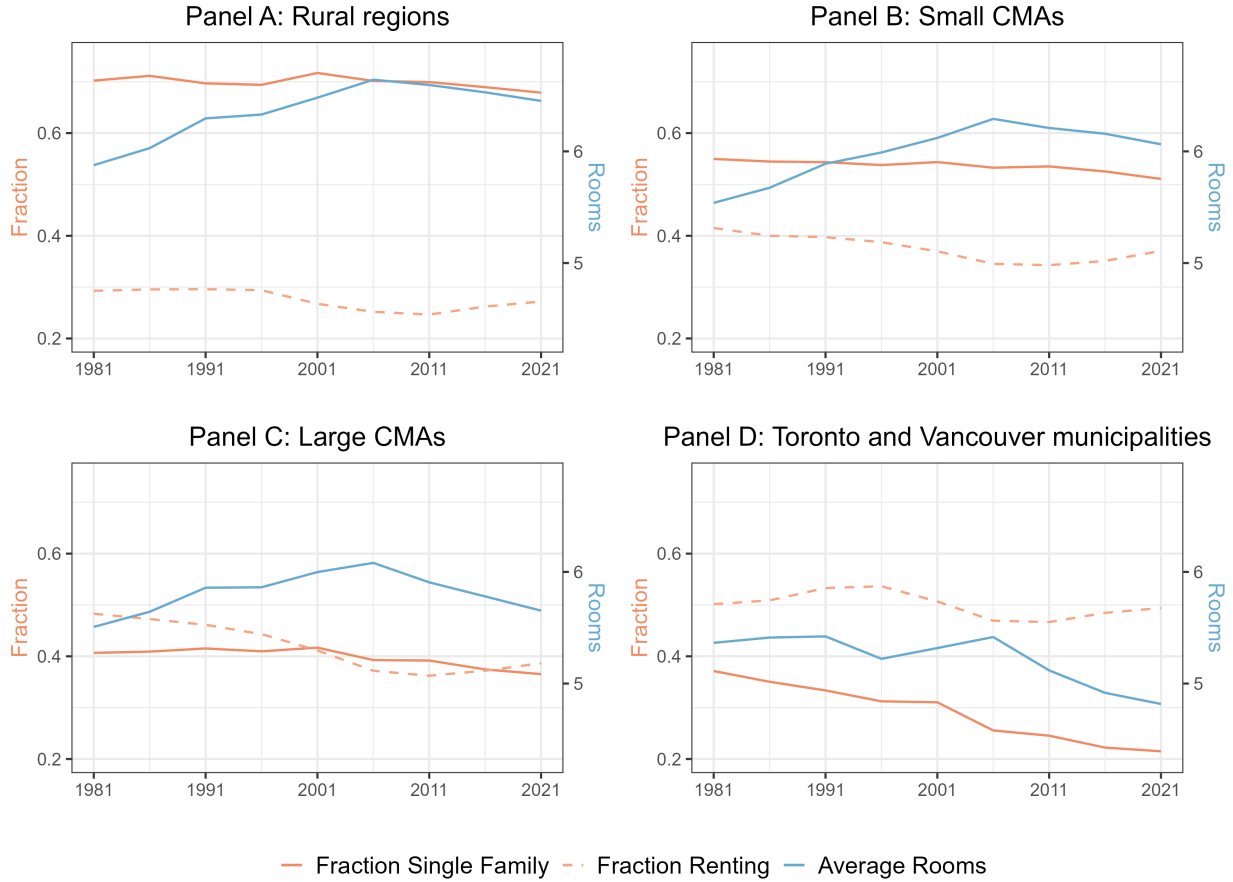 Panel A: Rural regions
Fraction
0.6
0.4
0.2
6
5
Rooms
1981 1991 2001 2011 2021
Panel B: Small CMAs
Fraction
0.6
0.4
0.2
6
5
Rooms
1981 1991 2001 2011 2021
Panel C: Large CMAs
Fraction
0.6
0.4
0.2
6
5
Rooms
1981 1991 2001 2011 2021
Panel D: Toronto and Vancouver municipalities
Fraction
0.6
0.4
0.2
6
5
Rooms
1981 1991 2001 2011 2021
Fraction Single Family Fraction Renting Average Rooms